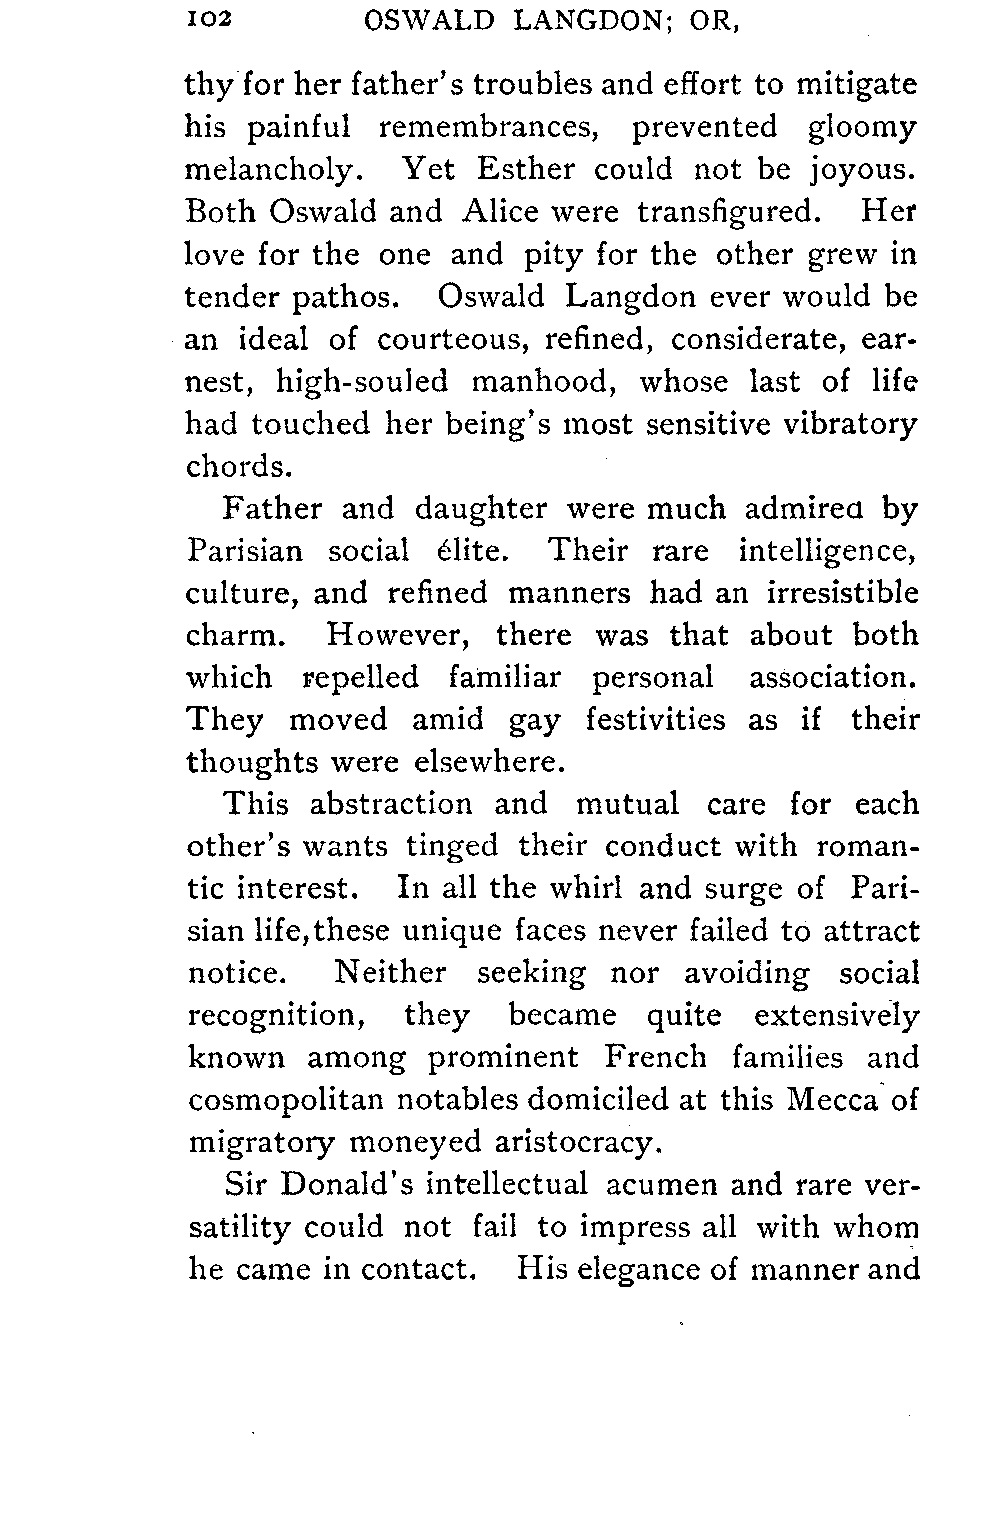 102 OSWALD LANGDON; OR,
thy for her father's troubles and effort to mitigate
his painful remembrances, prevented gloomy
melancholy. Yet Esther could not be joyous.
Both Oswald and Alice were transfigured. Her
love for the one and pity for the other grew in
tender pathos. Oswald Langdon ever would be
an ideal of courteous, refined, considerate, ear-
nest, high-souled manhood, whose last of life
had touched her being's most sensitive vibratory
chords.
Father and daughter were much admired by
Parisian social élite. Their rare intelligence,
culture, and refined manners had an irresistible
charm. However, there was that about both
which repelled familiar personal association.
They moved amid gay festivities as if their
thoughts were elsewhere.
This abstraction and mutual care for each
other's wants tinged their conduct with roman-
tic interest. In all the whirl and surge of Pari-
sian life, these unique faces never failed to attract
notice. Neither seeking nor avoiding social
recognition, they became quite extensively
known among prominent French families and
cosmopolitan notables domiciled at this Mecca of
migratory moneyed aristocracy.
Sir Donald's intellectual acumen and rare ver-
satility could not fail to impress all with whom
he came in contact. His elegance of manner and